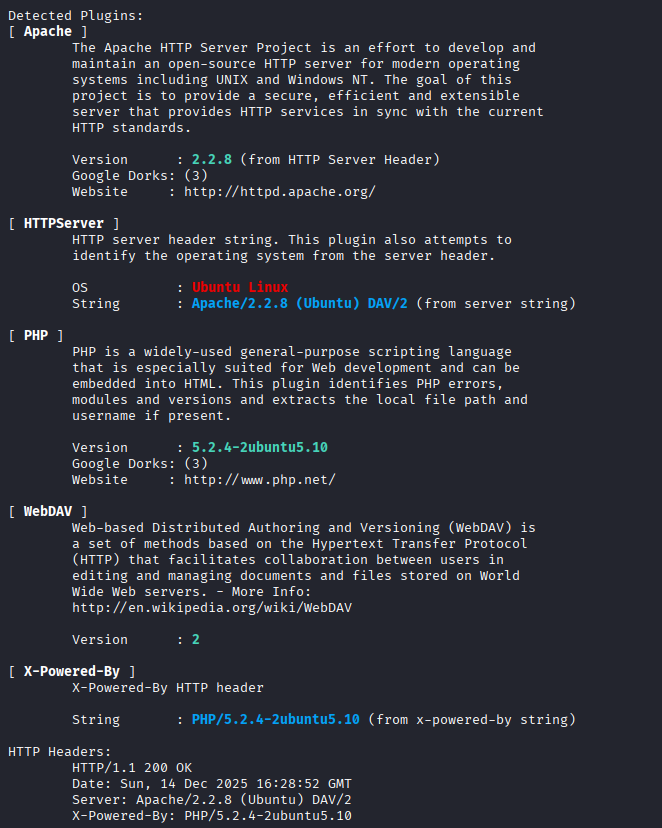 Detected Plugins:
[ Apache ]
The Apache HTTP Server Project is an effort to develop and
maintain an open-source HTTP server for modern operating
systems including UNIX and Windows NT. The goal of this
project is to provide a secure, efficient and extensible
server that provides HTTP services in sync with the current
HTTP standards.
Version      : 2.2.8 (from HTTP Server Header)
Google Dorks: (3)
Website     : http://httpd.apache.org/
[ HTTPServer ]
HTTP server header string. This plugin also attempts to
identify the operating system from the server header.
OS           : Ubuntu Linux
String       : Apache/2.2.8 (Ubuntu) DAV/2 (from server string)
[ PHP ]
PHP is a widely-used general-purpose scripting language
that is especially suited for Web development and can be
embedded into HTML. This plugin identifies PHP errors,
modules and versions and extracts the local file path and
username if present.
Version      : 5.2.4-2ubuntu5.10
Google Dorks: (3)
Website     : http://www.php.net/
[ WebDAV ]
Web-based Distributed Authoring and Versioning (WebDAV) is
a set of methods based on the Hypertext Transfer Protocol
(HTTP) that facilitates collaboration between users in
editing and managing documents and files stored on World
Wide Web servers. - More Info:
http://en.wikipedia.org/wiki/WebDAV
Version      : 2
[ X-Powered-By ]
X-Powered-By HTTP header
String       : PHP/5.2.4-2ubuntu5.10 (from x-powered-by string)
HTTP Headers:
HTTP/1.1 200 OK
Date: Sun, 14 Dec 2025 16:28:52 GMT
Server: Apache/2.2.8 (Ubuntu) DAV/2
X-Powered-By: PHP/5.2.4-2ubuntu5.10